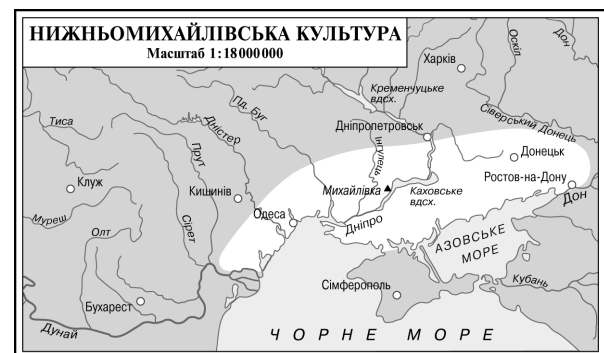 НИЖНЬОМИХАЙЛІВСЬКА КУЛЬТУРА
Масштаб 1:18000000
Харків
Оскіл
Дон
Кременчуцьке
вдсх.
Пд. Буг
Сіверський Донець
Тиса
Дністер
Дніпропетровськ
Прут
Інгулець
Донецьк
Клуж
Кишинів
Михайлівка
Каховське
вдсх.
Ростов-на-Дону
Дон
Муреш
Олт
Сірет
Одеса
Дніпро
АЗОВСЬКЕ
МОРЕ
Сімферополь
Кубань
Бухарест
Дунай
ЧОРНЕ МОРЕ